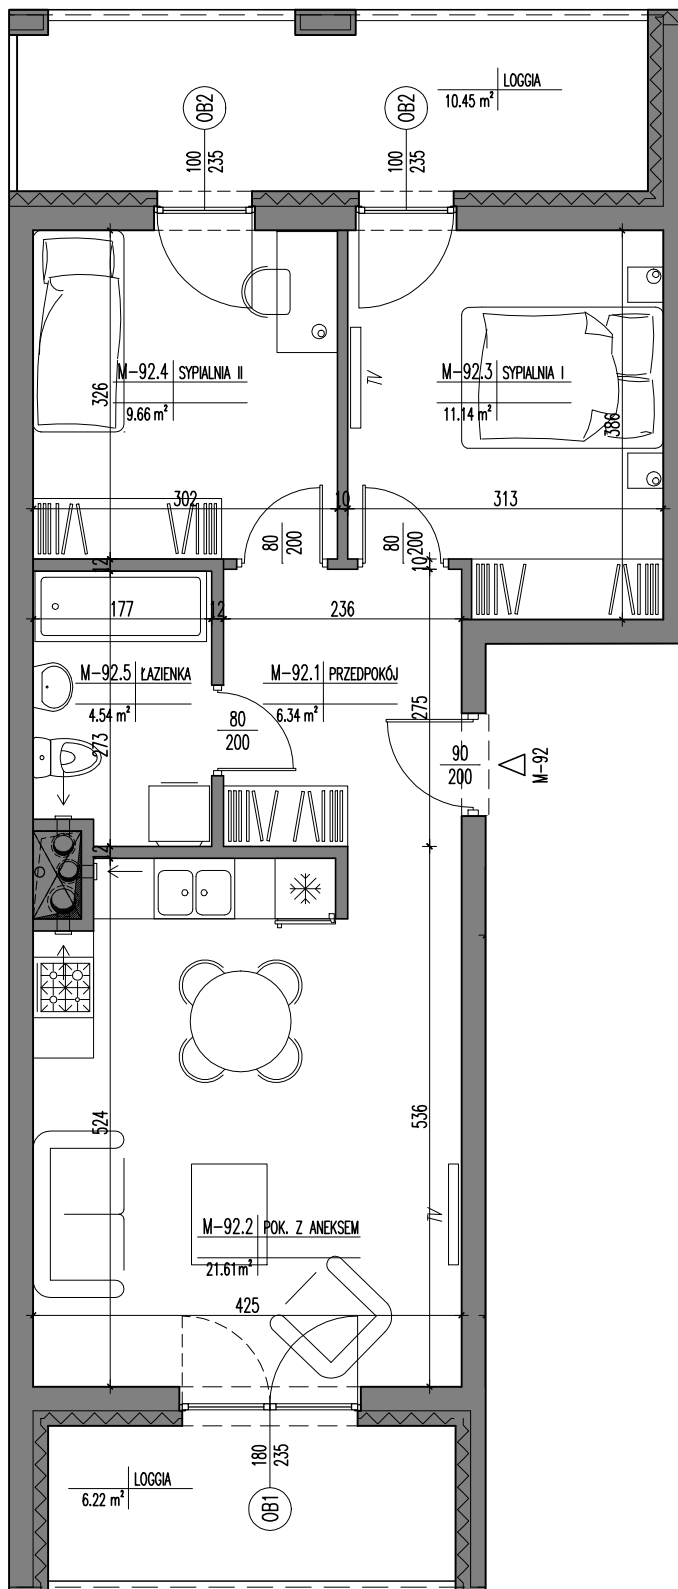 LOGGIA
10.45 m²
OB2
OB2
100
235
100
235
M-92.4 SYPIALNIA II
9.66 m²
326
M-92.3 SYPIALNIA I
11.14 m²
386
TV
302
10
313
80
200
80
200
10
12
177
12
236
M-92.5 ŁAZIENKA
4.54 m²
273
M-92.1 PRZEDPOKÓJ
6.34 m²
275
80
200
90
200
M-92
12
524
536
M-92.2 POK. Z ANEKSEM
21.61 m²
TV
425
180
235
LOGGIA
6.22 m²
OB1